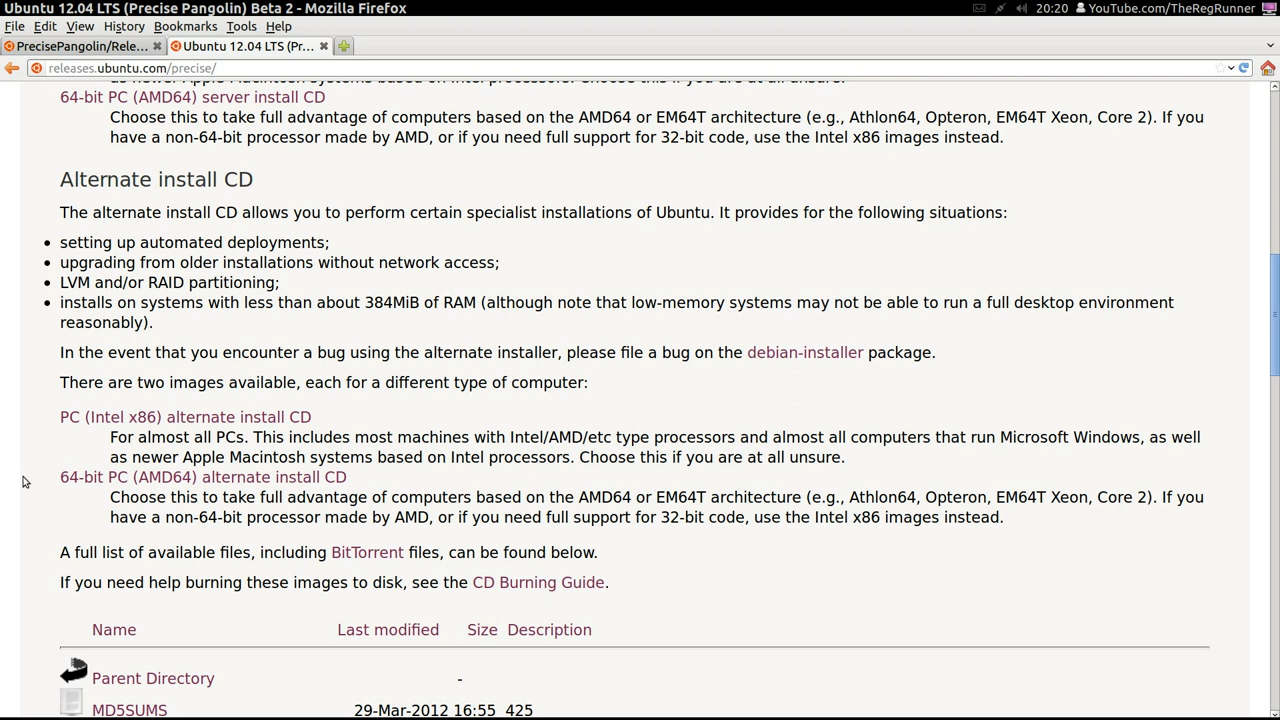 Ubuntu 12.04 LTS (Precise Pangolin) Beta 2 - Mozilla Firefox
20:20 YouTube.com/TheRegRunner
File Edit View History Bookmarks Tools Help
PrecisePangolin/Rele...
Ubuntu 12.04 LTS (Pr...
releases.ubuntu.com/precise/
64-bit PC (AMD64) server install CD
Choose this to take full advantage of computers based on the AMD64 or EM64T architecture (e.g., Athlon64, Opteron, EM64T Xeon, Core 2). If you
have a non-64-bit processor made by AMD, or if you need full support for 32-bit code, use the Intel x86 images instead.
Alternate install CD
The alternate install CD allows you to perform certain specialist installations of Ubuntu. It provides for the following situations:
setting up automated deployments;
upgrading from older installations without network access;
LVM and/or RAID partitioning;
installs on systems with less than about 384MiB of RAM (although note that low-memory systems may not be able to run a full desktop environment
reasonably).
In the event that you encounter a bug using the alternate installer, please file a bug on the debian-installer package.
There are two images available, each for a different type of computer:
PC (Intel x86) alternate install CD
For almost all PCs. This includes most machines with Intel/AMD/etc type processors and almost all computers that run Microsoft Windows, as well
as newer Apple Macintosh systems based on Intel processors. Choose this if you are at all unsure.
64-bit PC (AMD64) alternate install CD
Choose this to take full advantage of computers based on the AMD64 or EM64T architecture (e.g., Athlon64, Opteron, EM64T Xeon, Core 2). If you
have a non-64-bit processor made by AMD, or if you need full support for 32-bit code, use the Intel x86 images instead.
A full list of available files, including BitTorrent files, can be found below.
If you need help burning these images to disk, see the CD Burning Guide.
Name Last modified Size Description
Parent Directory -
MD5SUMS 29-Mar-2012 16:55 425